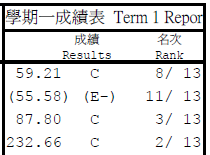 學期一成績表 Term 1 Repor
成績 名次
Results Rank
59.21 C 8/ 13
(55.58) (E-) 11/ 13
87.80 C 3/ 13
232.66 C 2/ 13